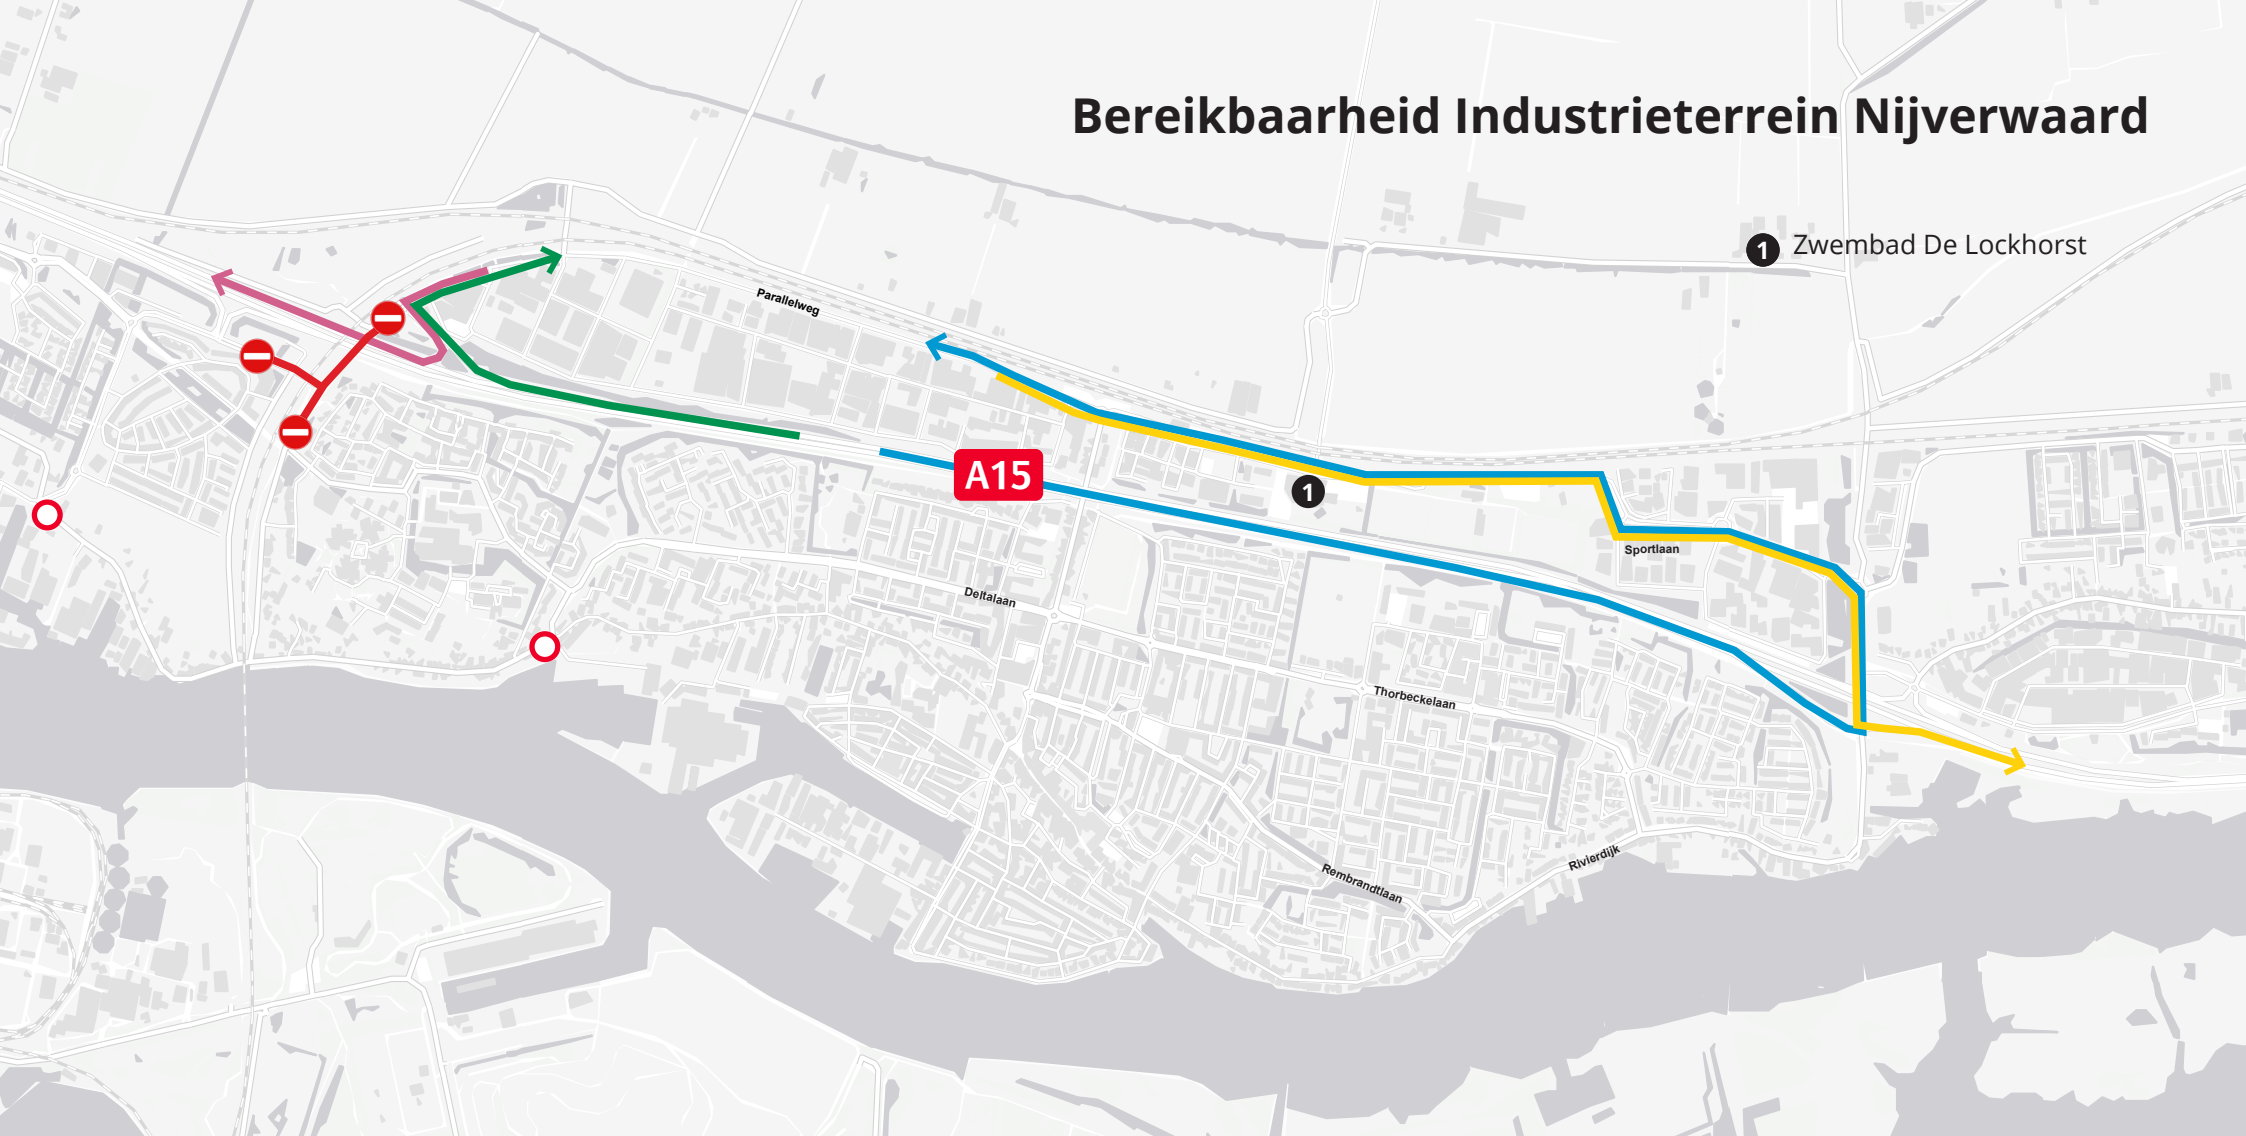 Bereikbaarheid Industrieterrein Nijverwaard
1 Zwembad De Lockhorst
Parallelweg
A15
1
Sportlaan
Deltalaan
Thorbeckelaan
Rivierdijk
Rembrandtlaan